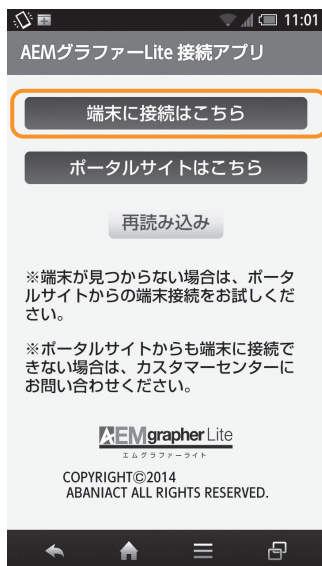 11:01
AEMグラファーLite 接続アプリ
端末に接続はこちら
ポータルサイトはこちら
再読み込み
※端末が見つからない場合は、ポータ
ルサイトからの端末接続をお試しくだ
さい。
※ポータルサイトからも端末に接続で
きない場合は、カスタマーセンターに
お問い合わせください。
AEMgrapher Lite
エムグラファーライト
COPYRIGHT©2014
ABANIACT ALL RIGHTS RESERVED.